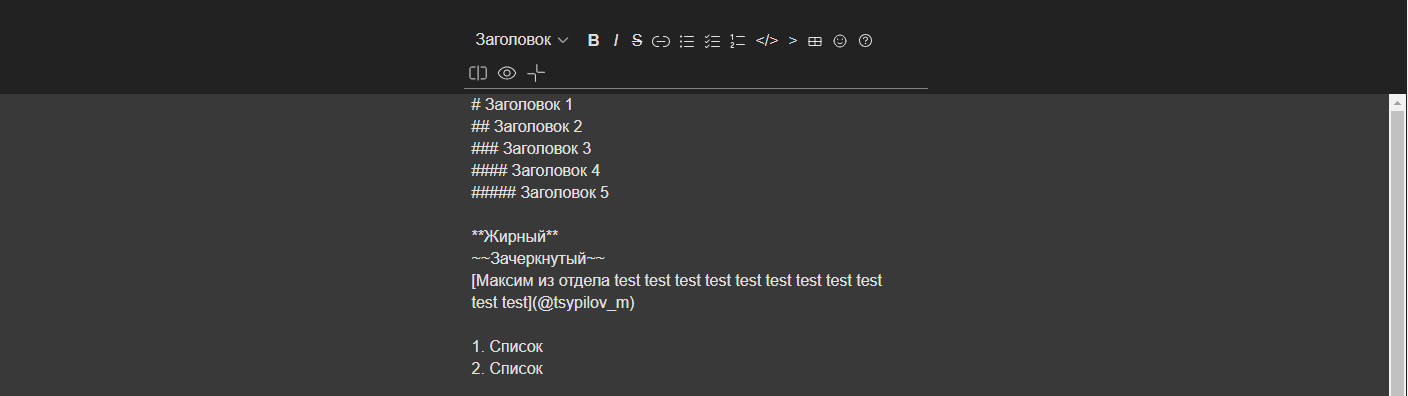 Заголовок B I S </> >
# Заголовок 1
## Заголовок 2
### Заголовок 3
#### Заголовок 4
##### Заголовок 5
**Жирный**
~~Зачеркнутый~~
[Максим из отдела test test test test test test test test test
test test](@tsypilov_m)
1. Список
2. Список